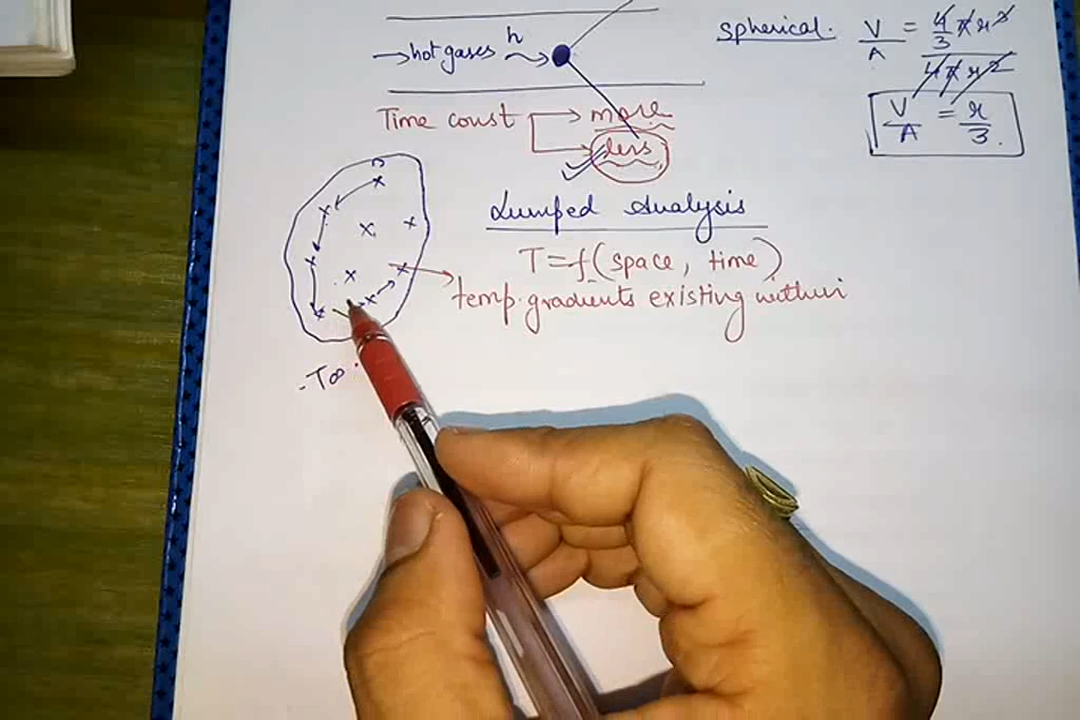 →hot gases h
spherical. V/A = 4/3 π r³ / 4 π r²
V/A = r/3.
Time const → more
→ less
Lumped Analysis
T=f(space, time)
temp. gradients existing within
-T∞